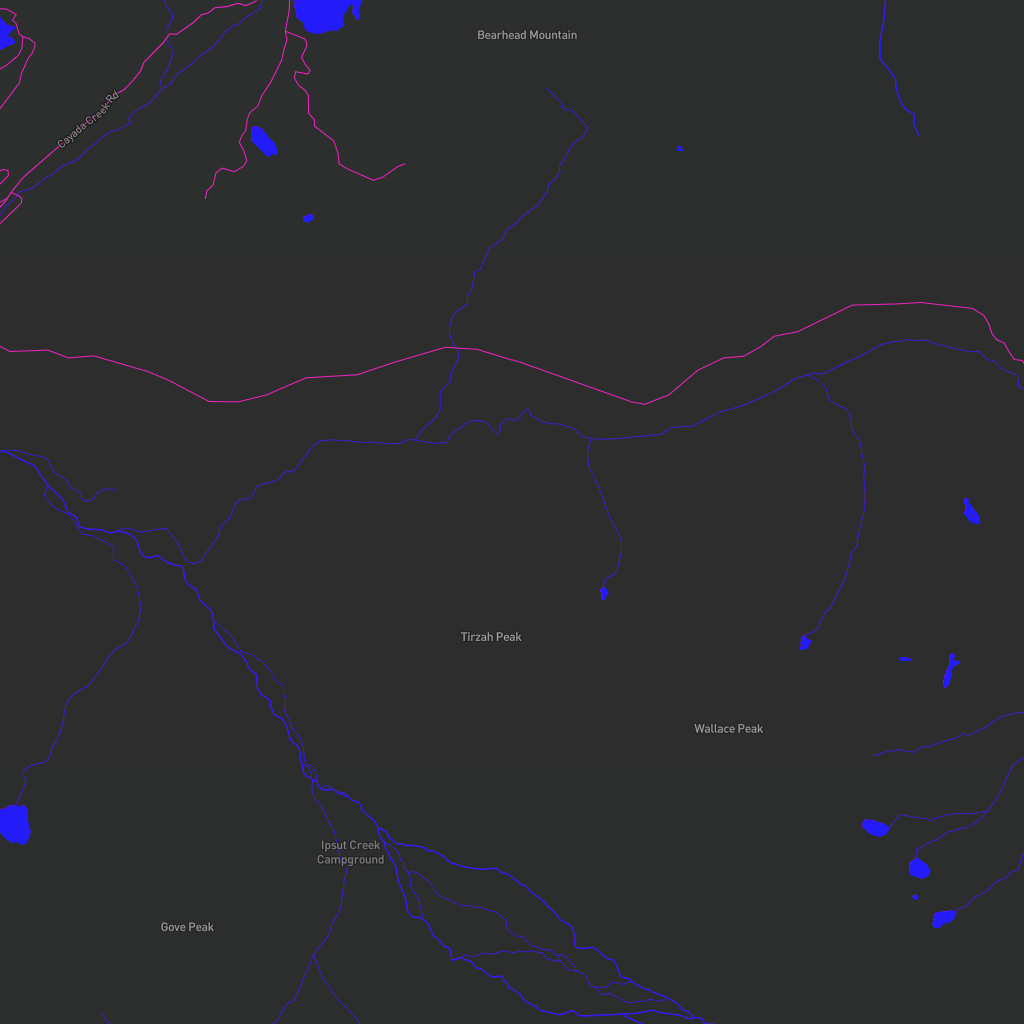 Bearhead Mountain
Cayada Creek Rd
Tirzah Peak
Wallace Peak
Ipsut Creek
Campground
Gove Peak